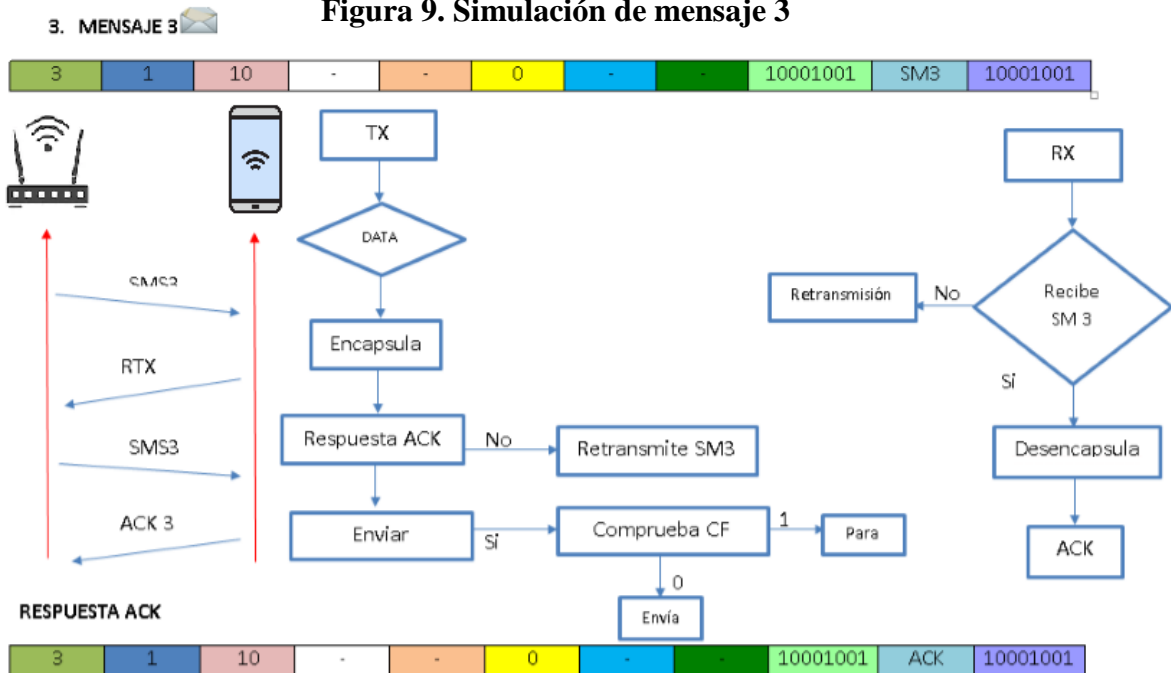 Figura 9. Simulación de mensaje 3
3. MENSAJE 3
3 1 10 - - 0 - - 10001001 SM3 10001001
TX
DATA
Encapsula
Respuesta ACK
No
Retransmite SM3
Enviar
Si
Comprueba CF
1
Para
0
Envía
RTX
SMS3
ACK 3
RX
Recibe
SM 3
No
Retransmisión
Si
Desencapsula
ACK
RESPUESTA ACK
3 1 10 - - 0 - - 10001001 ACK 10001001